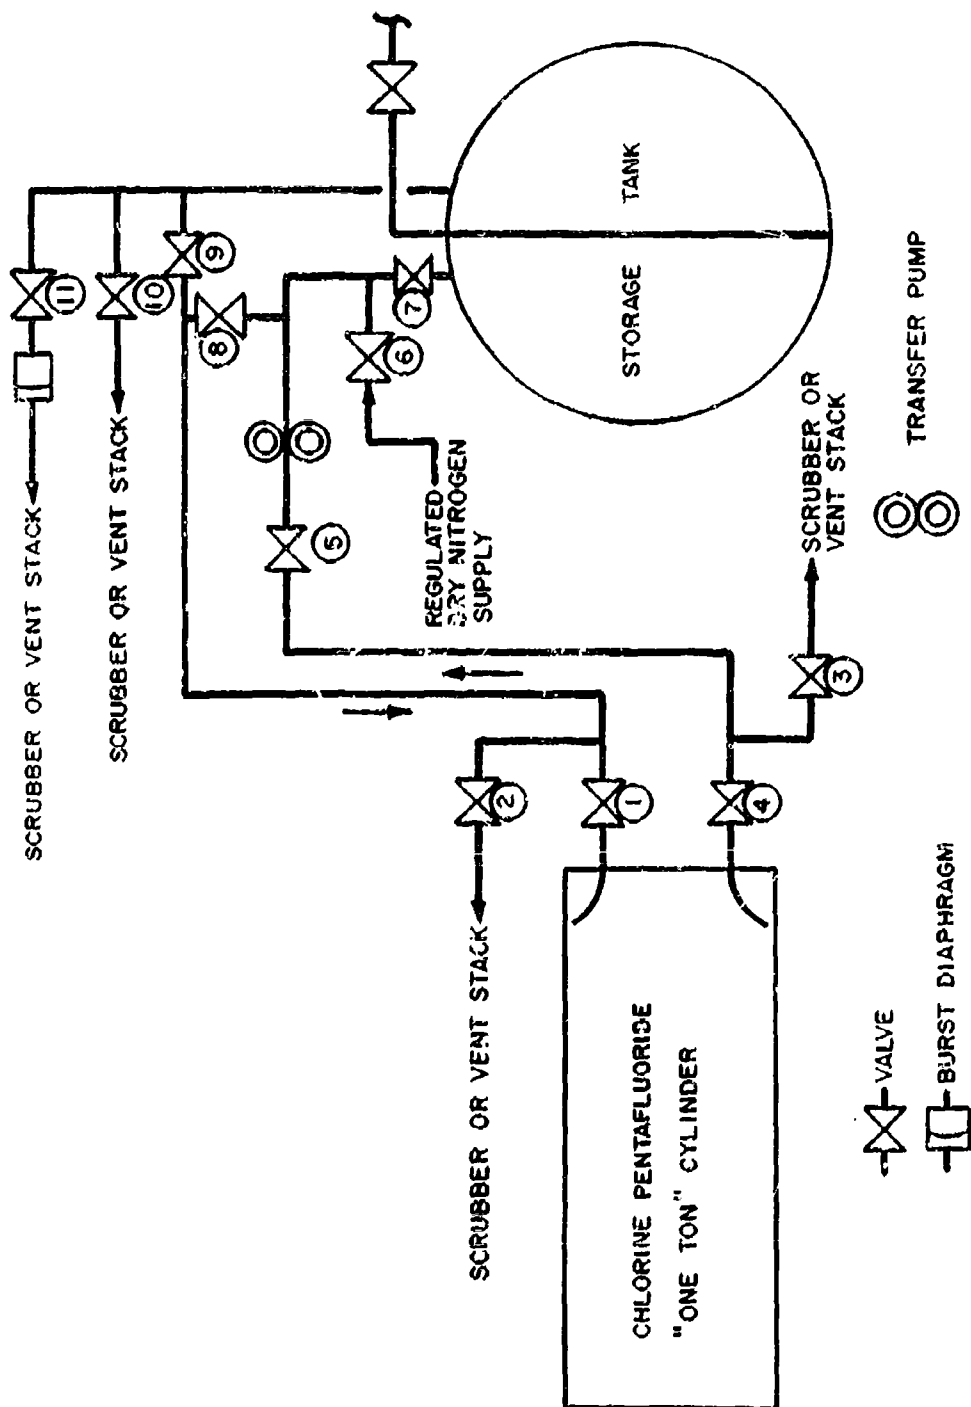 SCRUBBER OR VENT STACK
11
SCRUBBER OR VENT STACK
10
9
8
7
6
5
STORAGE TANK
REGULATED
DRY NITROGEN
SUPPLY
SCRUBBER OR VENT STACK
2
1
4
3
SCRUBBER OR
VENT STACK
CHLORINE PENTAFLUORIDE
"ONE TON" CYLINDER
VALVE
BURST DIAPHRAGM
TRANSFER PUMP